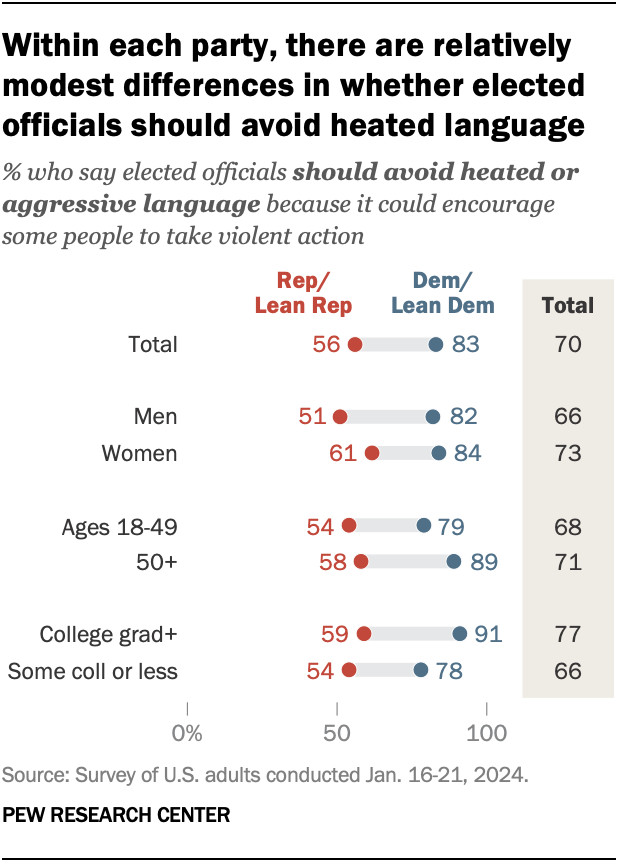 Within each party, there are relatively
modest differences in whether elected
officials should avoid heated language
% who say elected officials should avoid heated or
aggressive language because it could encourage
some people to take violent action
Rep/ Dem/
Lean Rep Lean Dem Total
Total 56 83 70
Men 51 82 66
Women 61 84 73
Ages 18-49 54 79 68
50+ 58 89 71
College grad+ 59 91 77
Some coll or less 54 78 66
0% 50 100
Source: Survey of U.S. adults conducted Jan. 16-21, 2024.
PEW RESEARCH CENTER